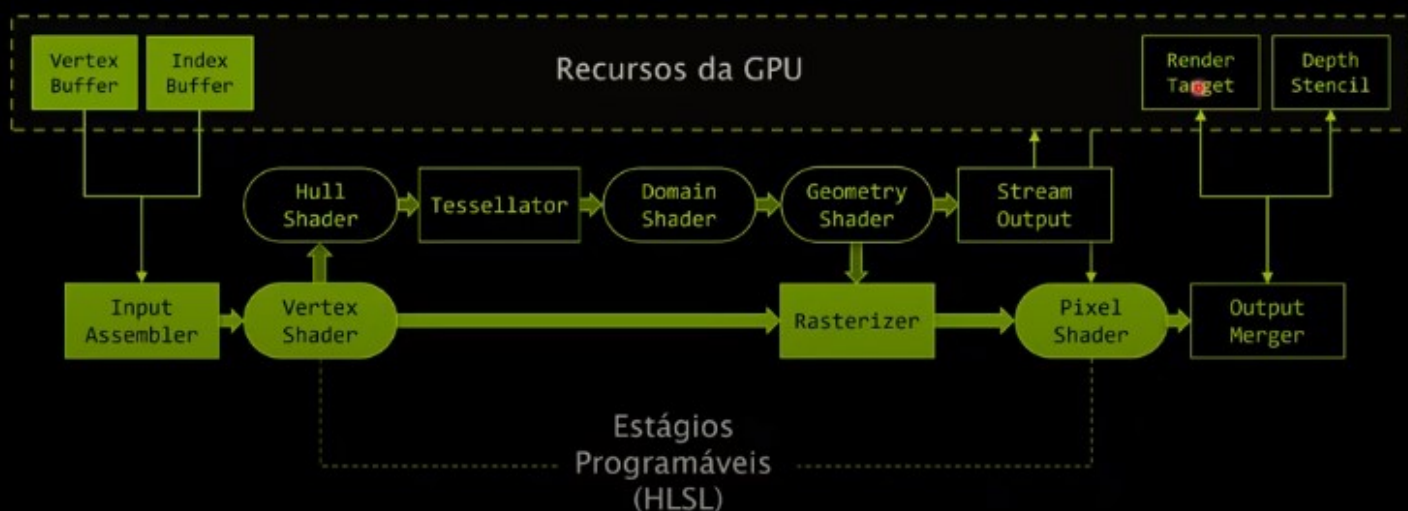 Vertex
Buffer
Index
Buffer
Recursos da GPU
Render
Target
Depth
Stencil
Hull
Shader
Tessellator
Domain
Shader
Geometry
Shader
Stream
Output
Input
Assembler
Vertex
Shader
Rasterizer
Pixel
Shader
Output
Merger
Estágios
Programáveis
(HLSL)